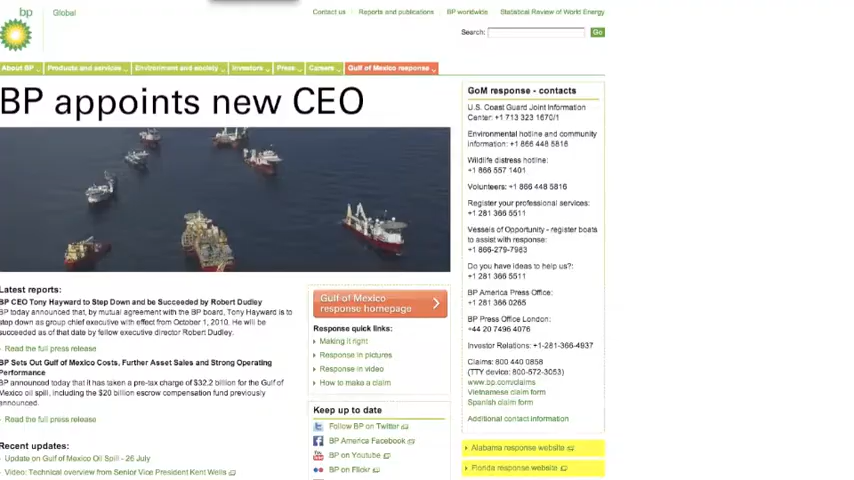 bp
Global
Contact us
Reports and publications
BP worldwide
Statistical Review of World Energy
Search:
Go
About BP
Products and services
Environment and society
Investors
Press
Careers
Gulf of Mexico response
BP appoints new CEO
Latest reports:
BP CEO Tony Hayward to Step Down and be Succeeded by Robert Dudley
BP today announced that, by mutual agreement with the BP board, Tony Hayward is to
step down as group chief executive with effect from October 1, 2010. He will be
succeeded as of that date by fellow executive director Robert Dudley.
Read the full press release
BP Sets Out Gulf of Mexico Costs, Further Asset Sales and Strong Operating
Performance
BP announced today that it has taken a pre-tax charge of $32.2 billion for the Gulf of
Mexico oil spill, including the $20 billion escrow compensation fund previously
announced.
Read the full press release
Recent updates:
Update on Gulf of Mexico Oil Spill - 26 July
Video: Technical overview from Senior Vice President Kent Wells
Gulf of Mexico
response homepage
Response quick links:
Making it right
Response in pictures
Response in video
How to make a claim
Keep up to date
Follow BP on Twitter
BP America Facebook
BP on Youtube
BP on Flickr
GoM response - contacts
U.S. Coast Guard Joint Information
Center: +1 713 323 1670/1
Environmental hotline and community
information: +1 866 448 5816
Wildlife distress hotline:
+1 866 557 1401
Volunteers: +1 866 448 5816
Register your professional services:
+1 281 366 5511
Vessels of Opportunity - register boats
to assist with response:
+1 866-279-7983
Do you have ideas to help us?:
+1 281 366 5511
BP America Press Office:
+1 281 366 0265
BP Press Office London:
+44 20 7496 4076
Investor Relations: +1-281-366-4937
Claims: 800 440 0858
(TTY device: 800-572-3053)
www.bp.com/claims
Vietnamese claim form
Spanish claim form
Additional contact information
Alabama response website
Florida response website